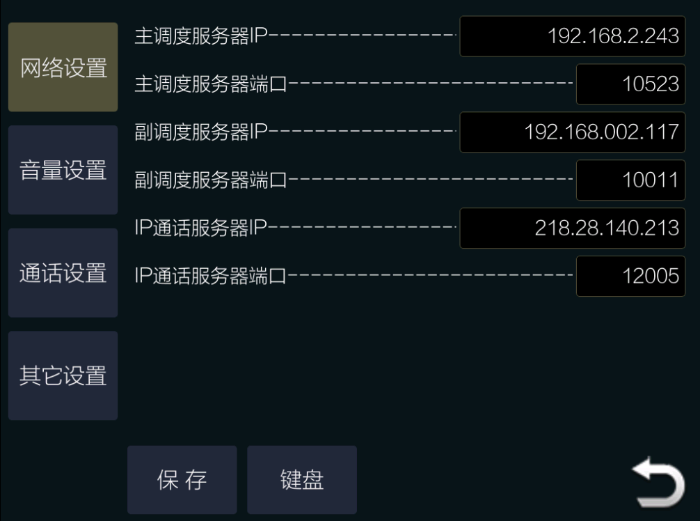 网络设置
音量设置
通话设置
其它设置
主调度服务器IP 192.168.2.243
主调度服务器端口 10523
副调度服务器IP 192.168.002.117
副调度服务器端口 10011
IP通话服务器IP 218.28.140.213
IP通话服务器端口 12005
保存 键盘